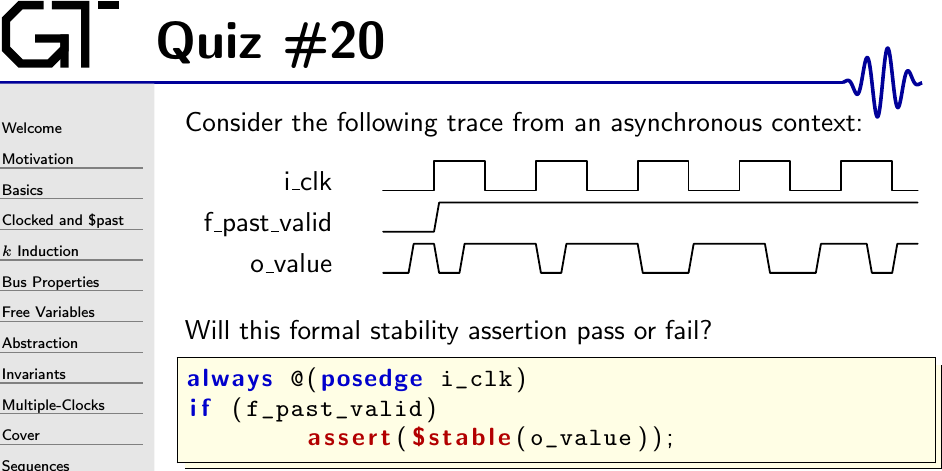 GT
Quiz #20
Welcome
Motivation
Basics
Clocked and $past
k Induction
Bus Properties
Free Variables
Abstraction
Invariants
Multiple-Clocks
Cover
Sequences
Consider the following trace from an asynchronous context:
i_clk
f_past_valid
o_value
Will this formal stability assertion pass or fail?
always @(posedge i_clk)
if (f_past_valid)
assert($stable(o_value));